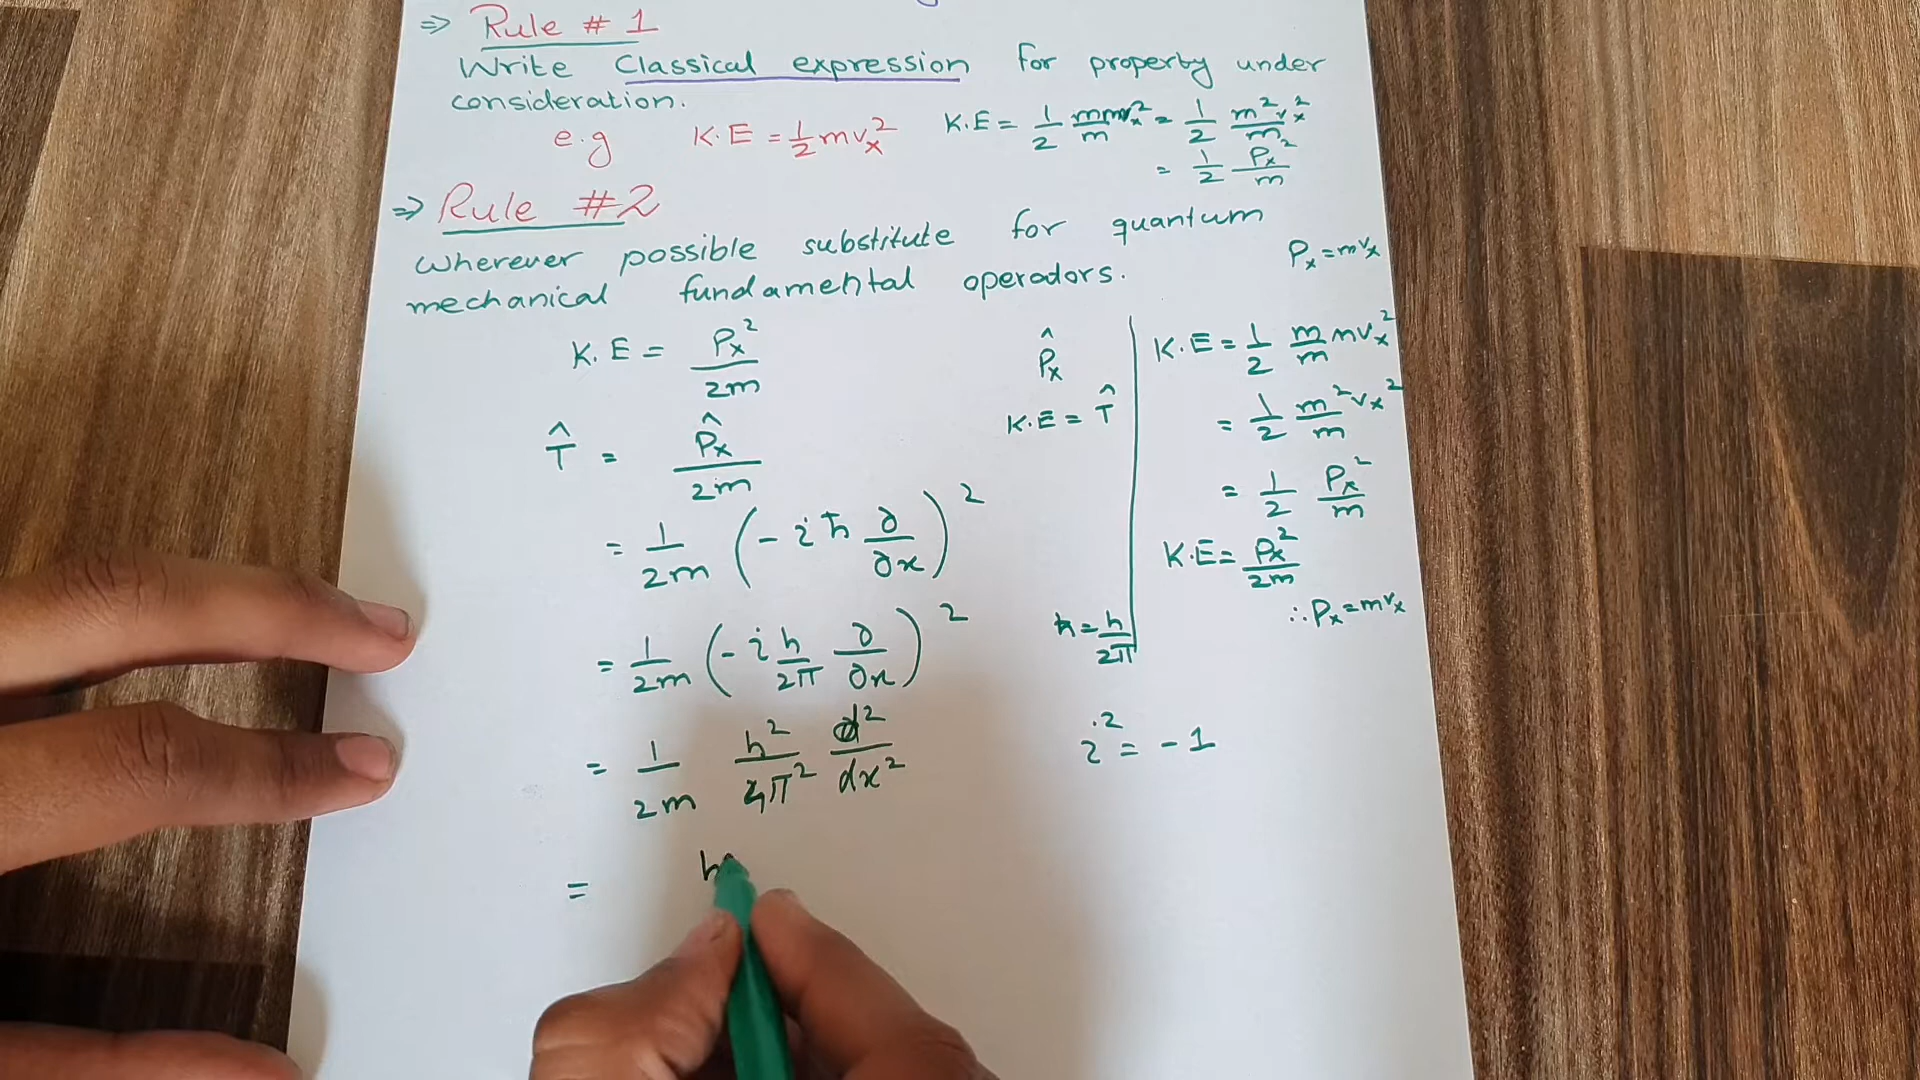 ⇒ Rule # 1
Write Classical expression for property under
consideration.
e.g K.E = 1/2 mvₓ² K.E = 1/2 mmvₓ²/m = 1/2 m²vₓ²/m
= 1/2 Pₓ²/m
⇒ Rule #2
wherever possible substitute for quantum
mechanical fundamental operators.
Pₓ = mvₓ
K.E = Pₓ²/2m
T̂ = P̂ₓ/2m
= 1/2m (-iħ ∂/∂x)²
= 1/2m (-i h/2π ∂/∂x)²
= 1/2m h²/4π² d²/dx²
= h
P̂ₓ
K.E = T̂
ħ = h/2π
i² = -1
K.E = 1/2 m/m mvₓ²
= 1/2 m²vₓ²/m
= 1/2 Pₓ²/m
K.E = Pₓ²/2m
∴ Pₓ = mvₓ